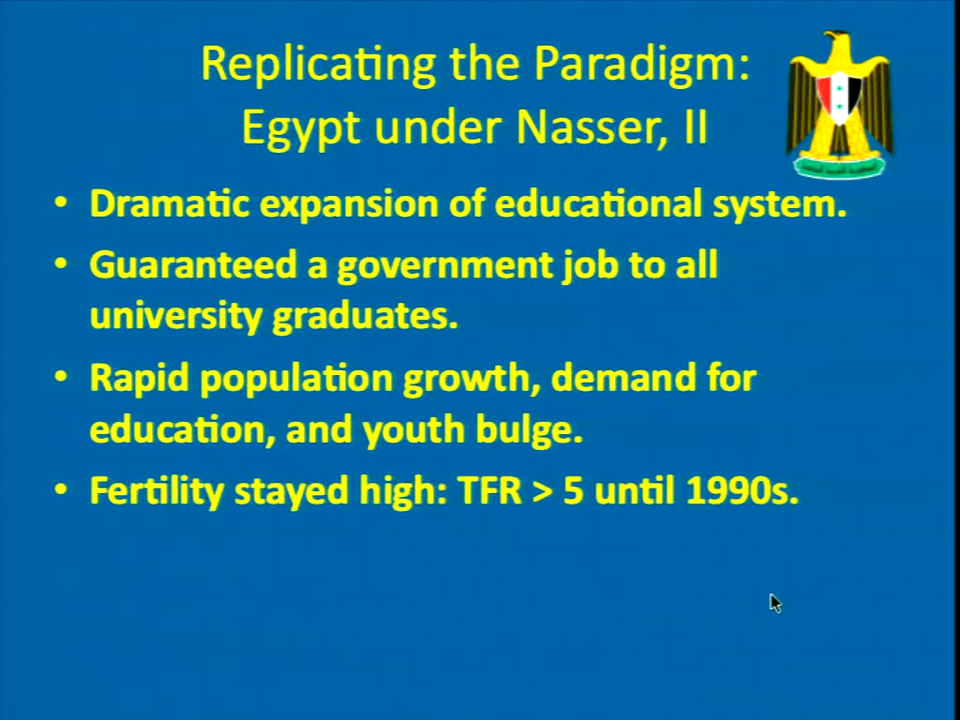 Replicating the Paradigm:
Egypt under Nasser, II
• Dramatic expansion of educational system.
• Guaranteed a government job to all
university graduates.
• Rapid population growth, demand for
education, and youth bulge.
• Fertility stayed high: TFR > 5 until 1990s.